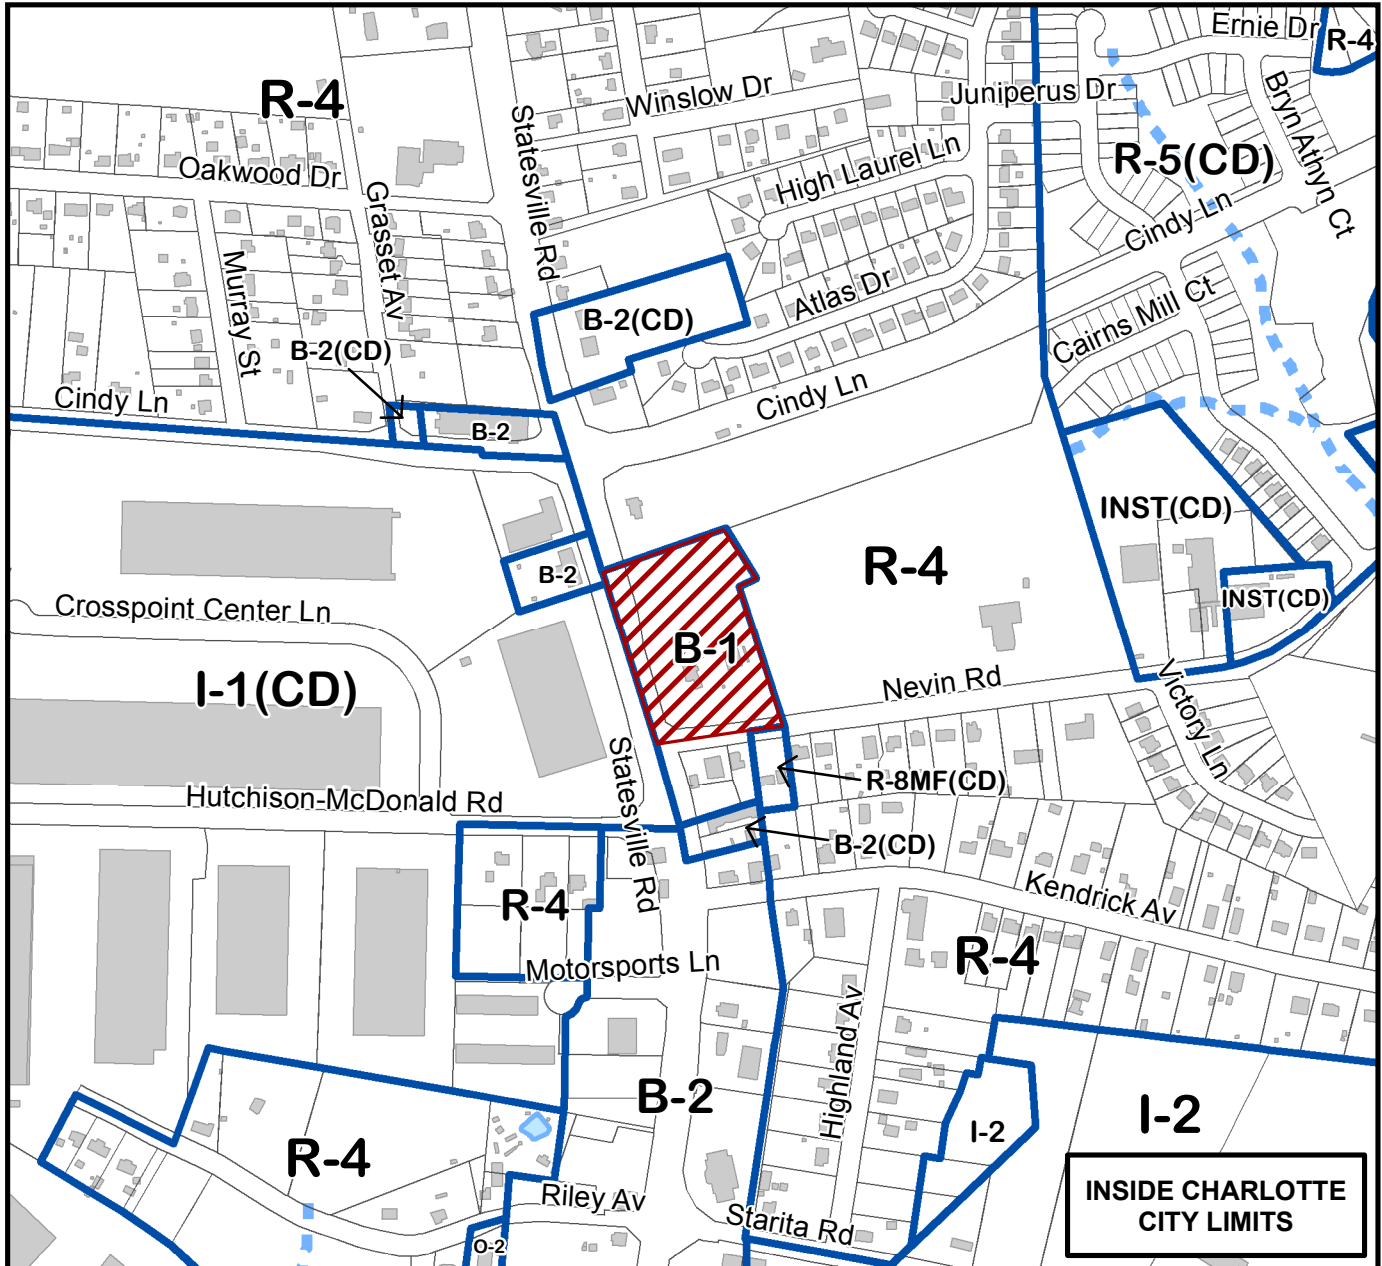 Ernie Dr
R-4
R-4
Winslow Dr
Juniperus Dr
Bryn Athyn Ct
Statesville Rd
R-5(CD)
High Laurel Ln
Oakwood Dr
Grasset Av
Cindy Ln
Murray St
Atlas Dr
Cairns Mill Ct
B-2(CD)
B-2(CD)
Cindy Ln
Cindy Ln
B-2
INST(CD)
R-4
B-2
INST(CD)
Crosspoint Center Ln
B-1
I-1(CD)
Nevin Rd
Victory Ln
Statesville Rd
R-8MF(CD)
Hutchison-McDonald Rd
B-2(CD)
R-4
Kendrick Av
R-4
Motorsports Ln
Highland Av
B-2
I-2
I-2
R-4
Riley Av
Starita Rd
O-2
INSIDE CHARLOTTE
CITY LIMITS